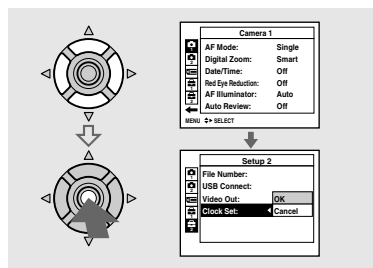 Camera 1
AF Mode: Single
Digital Zoom: Smart
Date/Time: Off
Red Eye Reduction: Off
AF Illuminator: Auto
Auto Review: Off
MENU SELECT
Setup 2
File Number:
USB Connect:
Video Out: OK
Clock Set: Cancel